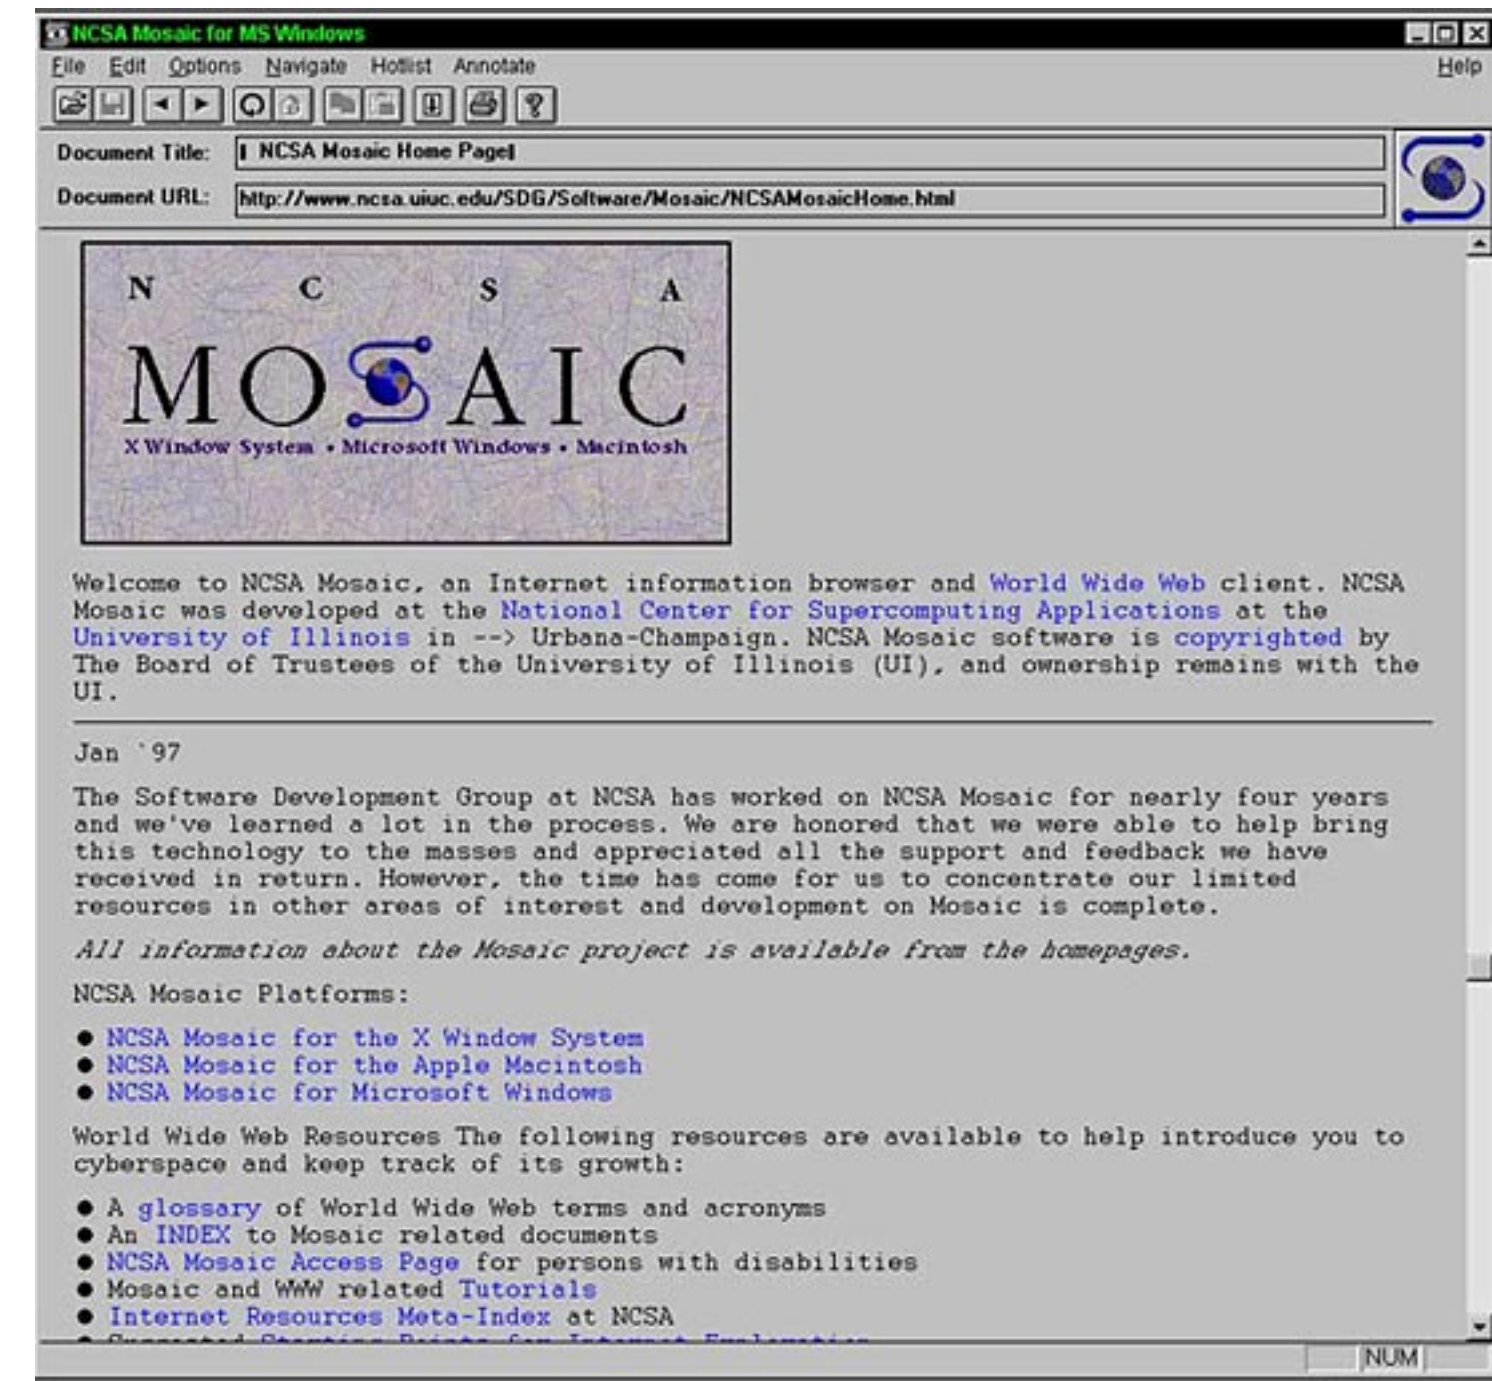 NCSA Mosaic for MS Windows
File Edit Options Navigate Hotlist Annotate Help
Document Title: NCSA Mosaic Home Page
Document URL: http://www.ncsa.uiuc.edu/SDG/Software/Mosaic/NCSAMosaicHome.html
N C S A
MOSAIC
X Window System • Microsoft Windows • Macintosh
Welcome to NCSA Mosaic, an Internet information browser and World Wide Web client. NCSA
Mosaic was developed at the National Center for Supercomputing Applications at the
University of Illinois in --> Urbana-Champaign. NCSA Mosaic software is copyrighted by
The Board of Trustees of the University of Illinois (UI), and ownership remains with the
UI.
Jan `97
The Software Development Group at NCSA has worked on NCSA Mosaic for nearly four years
and we've learned a lot in the process. We are honored that we were able to help bring
this technology to the masses and appreciated all the support and feedback we have
received in return. However, the time has come for us to concentrate our limited
resources in other areas of interest and development on Mosaic is complete.
All information about the Mosaic project is available from the homepages.
NCSA Mosaic Platforms:
● NCSA Mosaic for the X Window System
● NCSA Mosaic for the Apple Macintosh
● NCSA Mosaic for Microsoft Windows
World Wide Web Resources The following resources are available to help introduce you to
cyberspace and keep track of its growth:
● A glossary of World Wide Web terms and acronyms
● An INDEX to Mosaic related documents
● NCSA Mosaic Access Page for persons with disabilities
● Mosaic and WWW related Tutorials
● Internet Resources Meta-Index at NCSA
● Suggested Starting Points for Internet Exploration
NUM